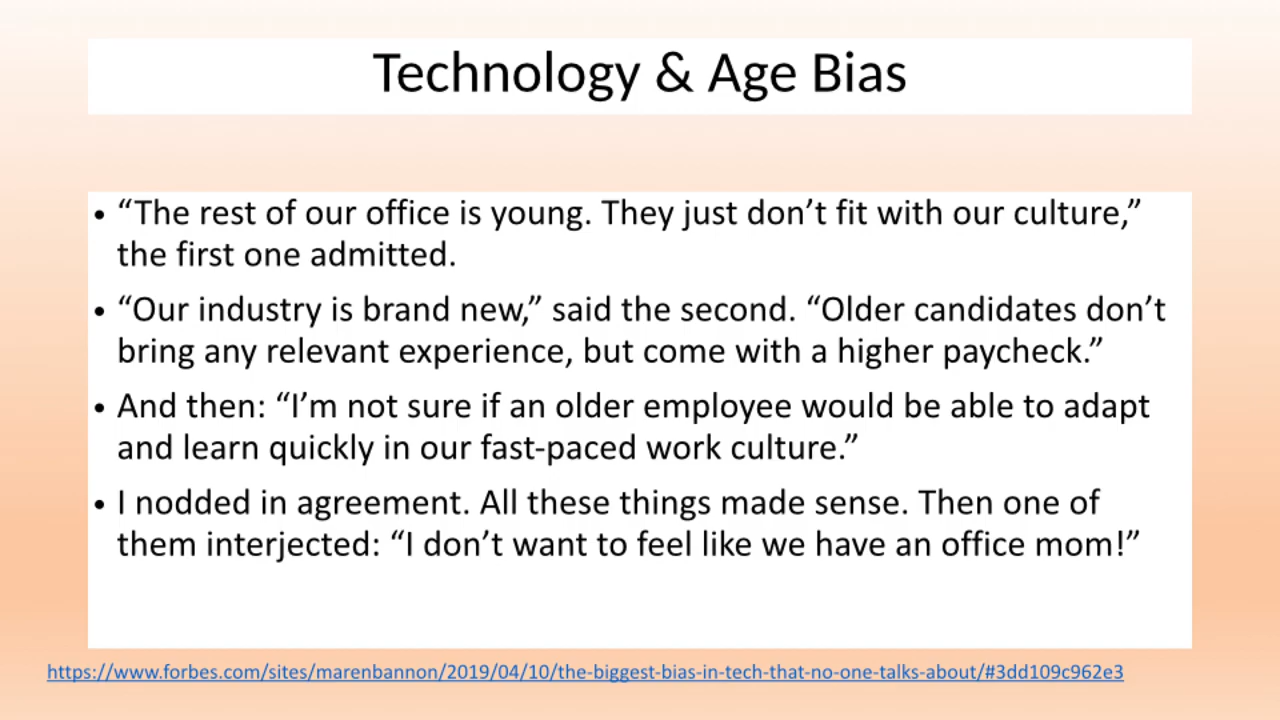 Technology & Age Bias
• “The rest of our office is young. They just don’t fit with our culture,”
the first one admitted.
• “Our industry is brand new,” said the second. “Older candidates don’t
bring any relevant experience, but come with a higher paycheck.”
• And then: “I’m not sure if an older employee would be able to adapt
and learn quickly in our fast-paced work culture.”
• I nodded in agreement. All these things made sense. Then one of
them interjected: “I don’t want to feel like we have an office mom!”
https://www.forbes.com/sites/marenbannon/2019/04/10/the-biggest-bias-in-tech-that-no-one-talks-about/#3dd109c962e3